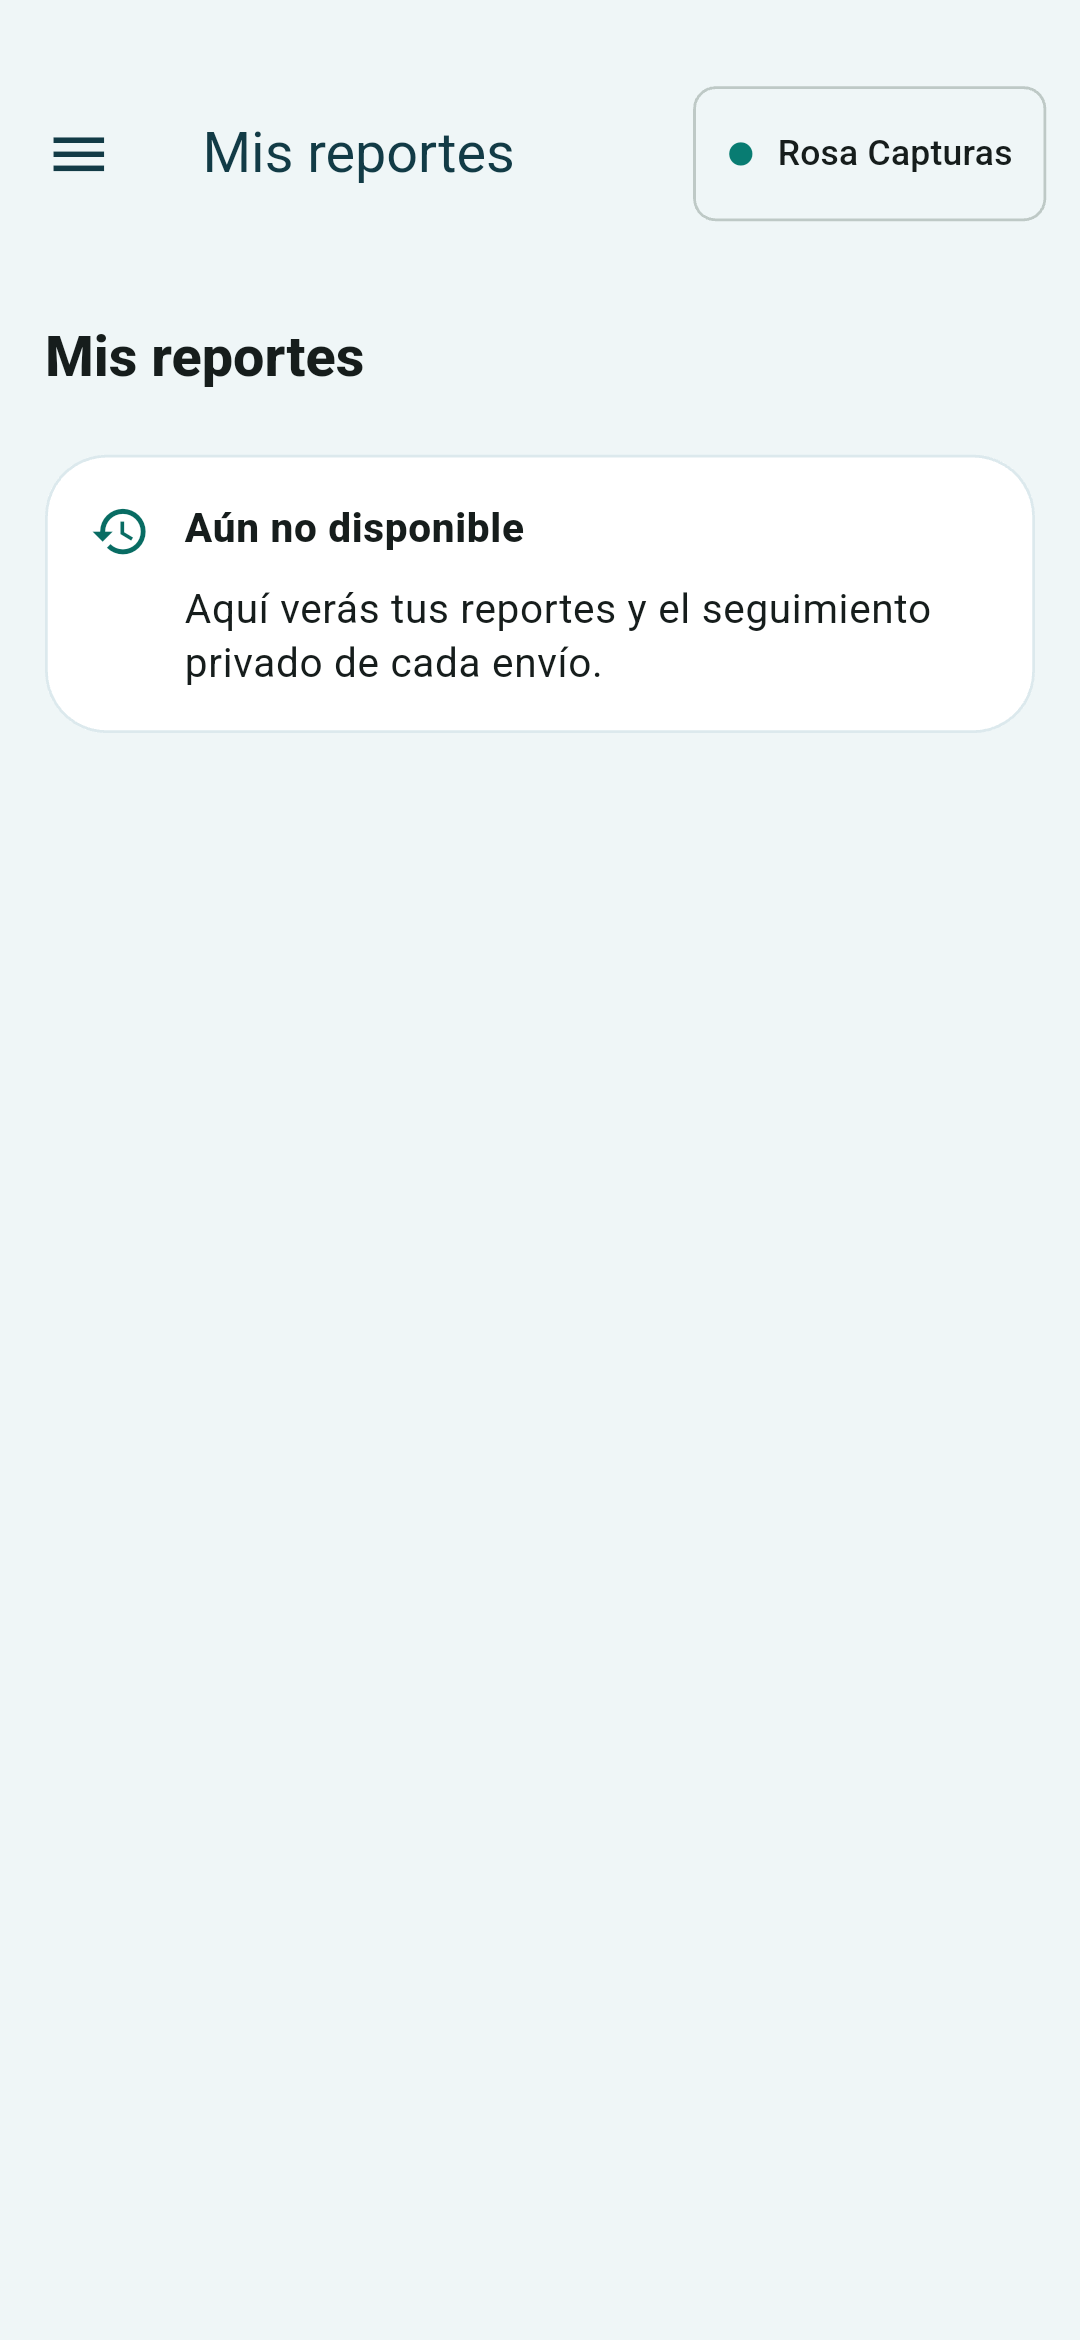 Mis reportes
Rosa Capturas
Mis reportes
Aún no disponible
Aquí verás tus reportes y el seguimiento
privado de cada envío.